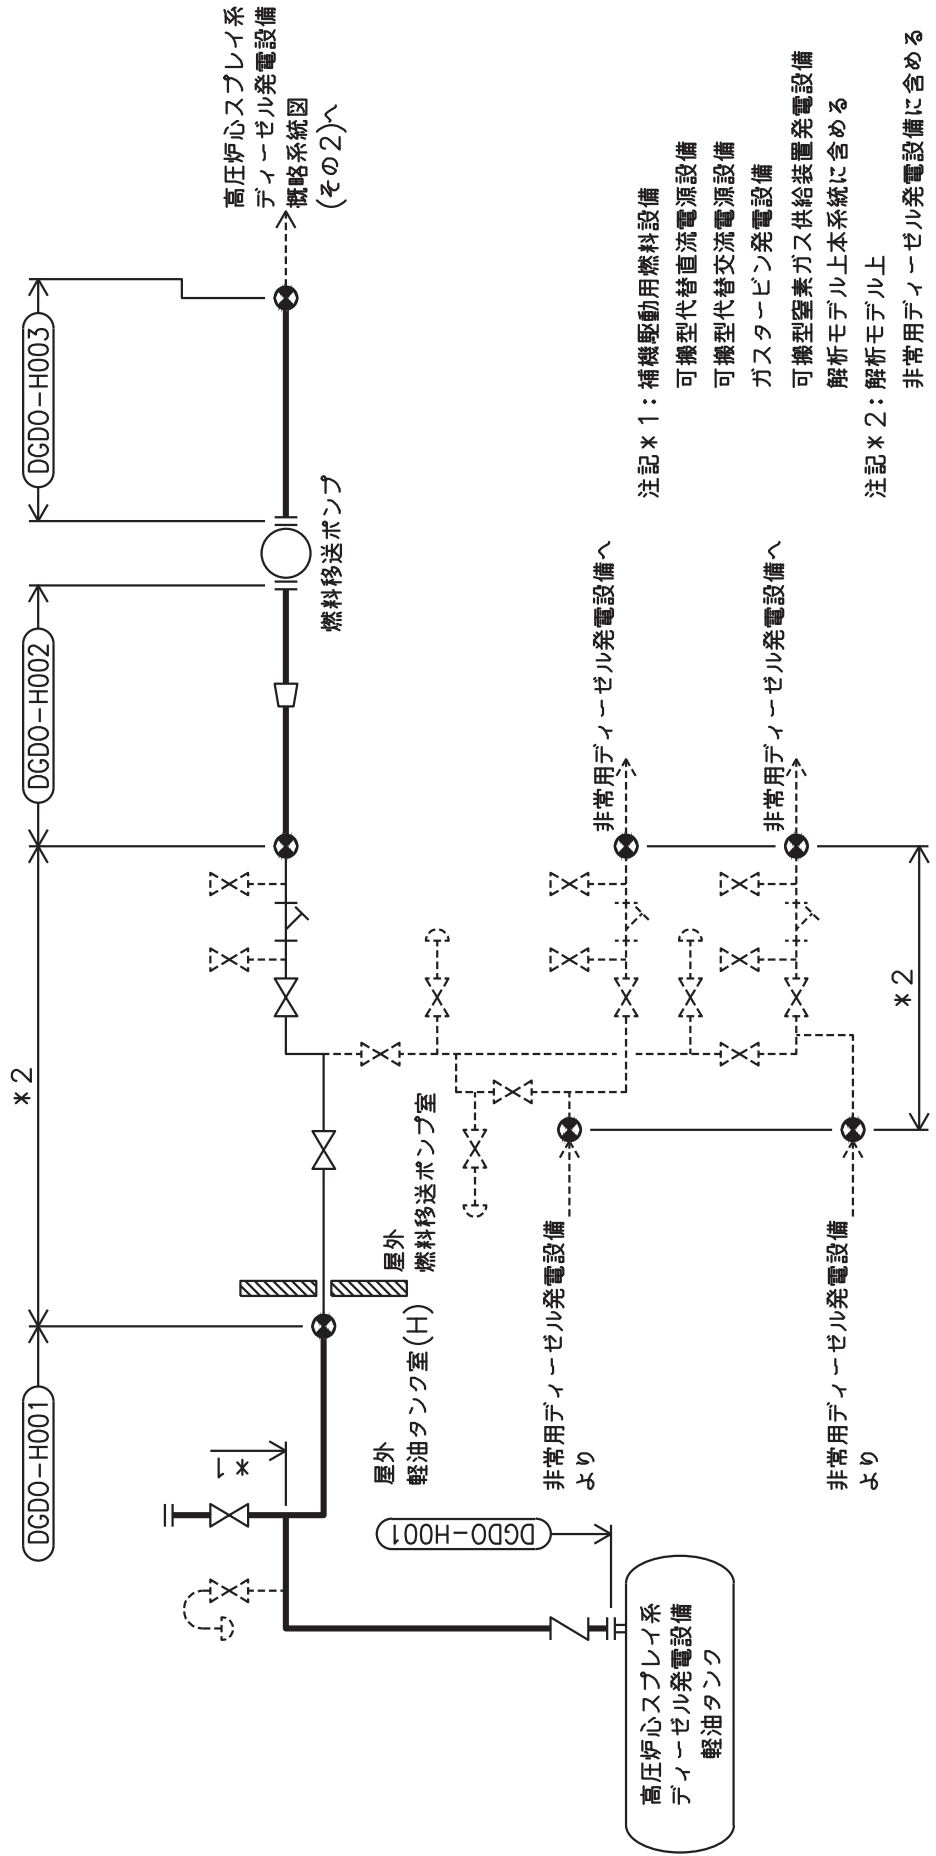 高圧炉心スプレイ系
ディーゼル発電設備
概略系統図
(その2)へ
DGDO-H003
DGDO-H002
*2
DGDO-H001
燃料移送ポンプ
*1
DGDO-H001
屋外
燃料移送ポンプ室
屋外
軽油タンク室(H)
高圧炉心スプレイ系
ディーゼル発電設備
軽油タンク
非常用ディーゼル発電設備へ
非常用ディーゼル発電設備へ
非常用ディーゼル発電設備
より
非常用ディーゼル発電設備
より
*2
注記*1:補機駆動用燃料設備
可搬型代替直流電源設備
可搬型代替交流電源設備
ガスタービン発電設備
可搬型窒素ガス供給装置発電設備
解析モデル上本系統に含める
注記*2:解析モデル上
非常用ディーゼル発電設備に含める